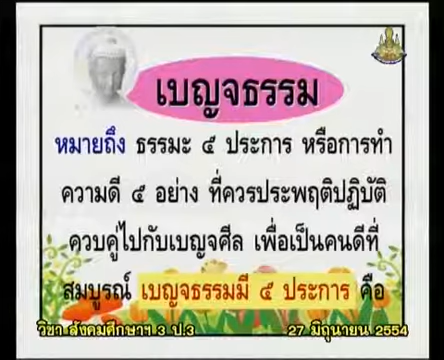 เบญจธรรม
หมายถึง ธรรมะ ๕ ประการ หรือการทำ
ความดี ๕ อย่าง ที่ควรประพฤติปฏิบัติ
ควบคู่ไปกับเบญจศีล เพื่อเป็นคนดีที่
สมบูรณ์ เบญจธรรมมี ๕ ประการ คือ
วิชา สังคมศึกษาฯ 3 ป.3 27 มิถุนายน 2554